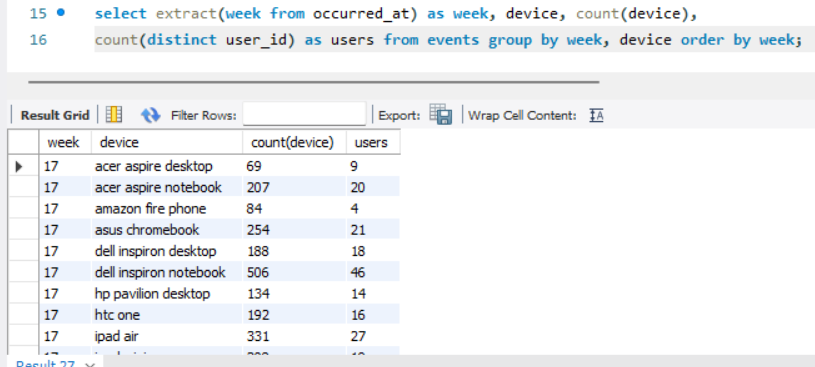 15 select extract(week from occurred_at) as week, device, count(device),
16 count(distinct user_id) as users from events group by week, device order by week;
Result Grid Filter Rows: Export: Wrap Cell Content: IA
week device count(device) users
17 acer aspire desktop 69 9
17 acer aspire notebook 207 20
17 amazon fire phone 84 4
17 asus chromebook 254 21
17 dell inspiron desktop 188 18
17 dell inspiron notebook 506 46
17 hp pavilion desktop 134 14
17 htc one 192 16
17 ipad air 331 27
17
Result 27